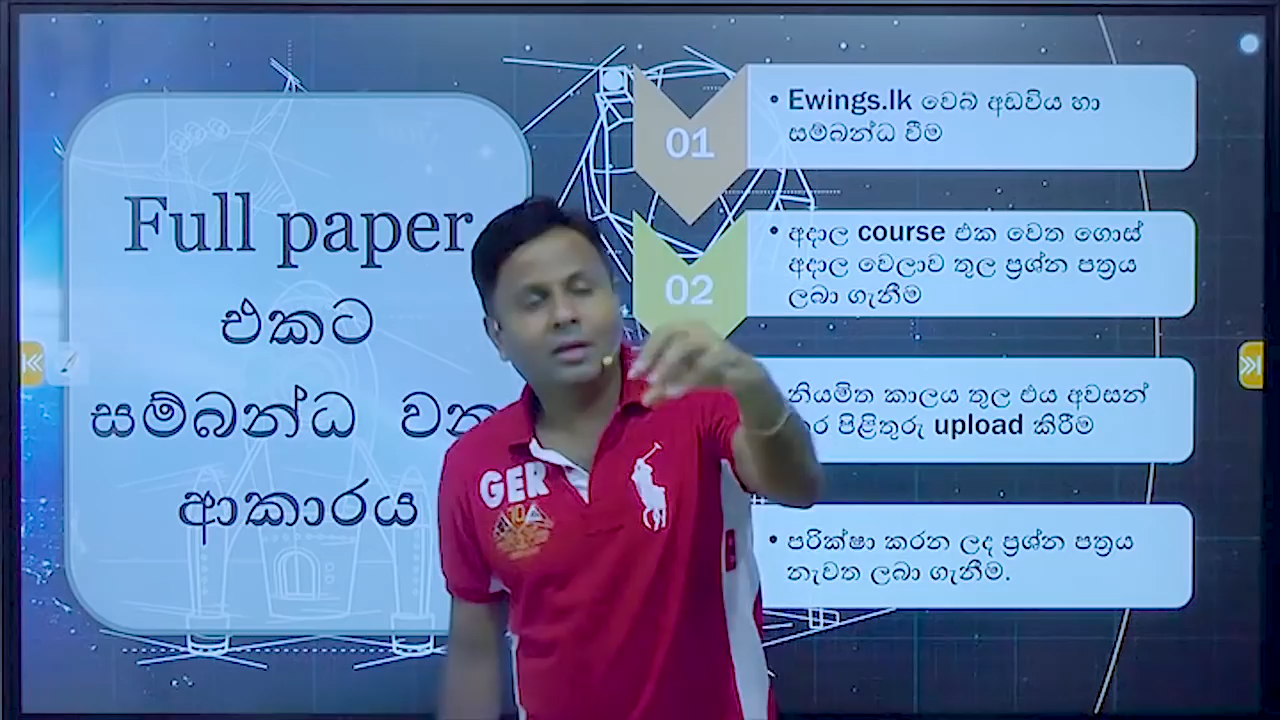 Full paper
එකට
සම්බන්ධ
ආකාරය
01
• Ewings.lk වෙබ් අඩවිය හා
සම්බන්ධ වීම
02
• අදාල course එක වෙත ගොස්
අදාල වෙලාව තුල ප්‍රශ්න පත්‍රය
ලබා ගැනීම
නියමිත කාලය තුල එය අවසන්
පිළිතුරු upload කිරීම
• පරික්ෂා කරන ලද ප්‍රශ්න පත්‍රය
නැවත ලබා ගැනීම.
GER